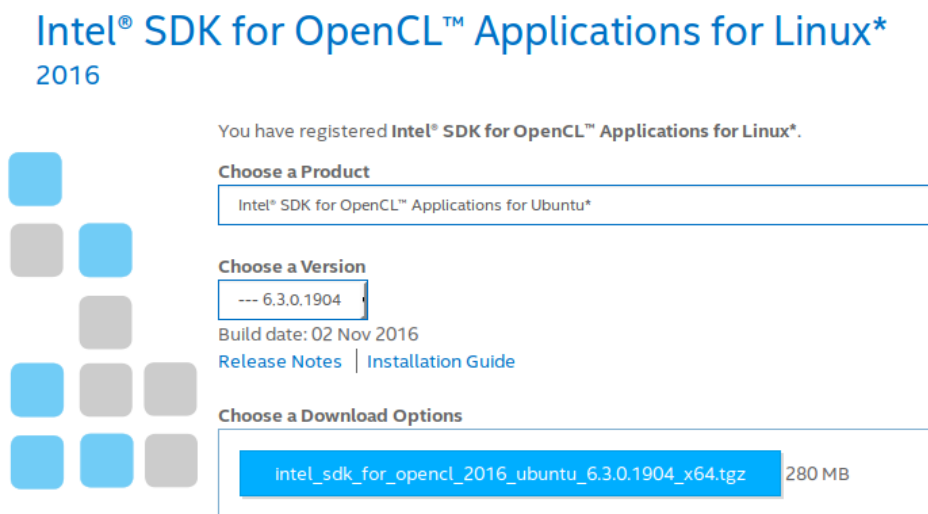 Intel® SDK for OpenCL™ Applications for Linux*
2016
You have registered Intel® SDK for OpenCL™ Applications for Linux*.
Choose a Product
Intel® SDK for OpenCL™ Applications for Ubuntu*
Choose a Version
--- 6.3.0.1904
Build date: 02 Nov 2016
Release Notes | Installation Guide
Choose a Download Options
intel_sdk_for_opencl_2016_ubuntu_6.3.0.1904_x64.tgz 280 MB